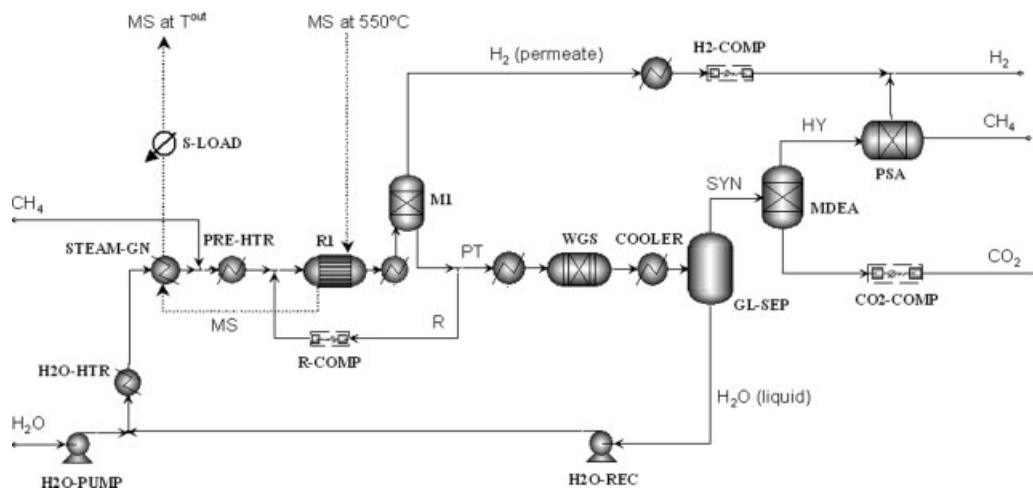 MS at Tᵒᵘᵗ
MS at 550°C
H₂ (permeate)
H2-COMP
H₂
S-LOAD
HY
CH₄
PSA
M1
SYN
MDEA
CH₄
STEAM-GN
PRE-HTR
R1
PT
WGS
COOLER
CO₂
GL-SEP
CO2-COMP
MS
R
R-COMP
H2O-HTR
H₂O (liquid)
H₂O
H2O-PUMP
H2O-REC